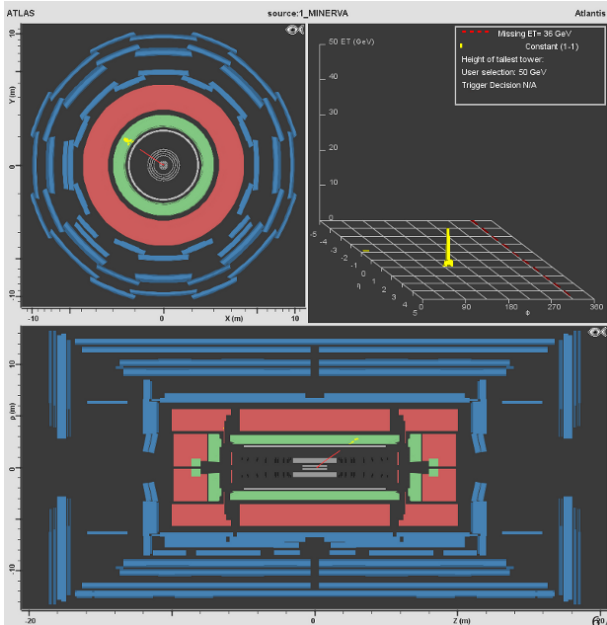 ATLAS source:1_MINERVA Atlantis
10
Y (m)
0
-10
-10 0 X (m) 10
50 ET (GeV)
40
30
20
10
0
Missing ET= 36 GeV
Constant (1-1)
Height of tallest tower:
User selection: 50 GeV
Trigger Decision N/A
-5
-4
-3
-2
-1
0
η
1
2
3
4
5
0 90 180 270 300
Φ
10
ρ (m)
0
-10
-20 0 Z (m) 20